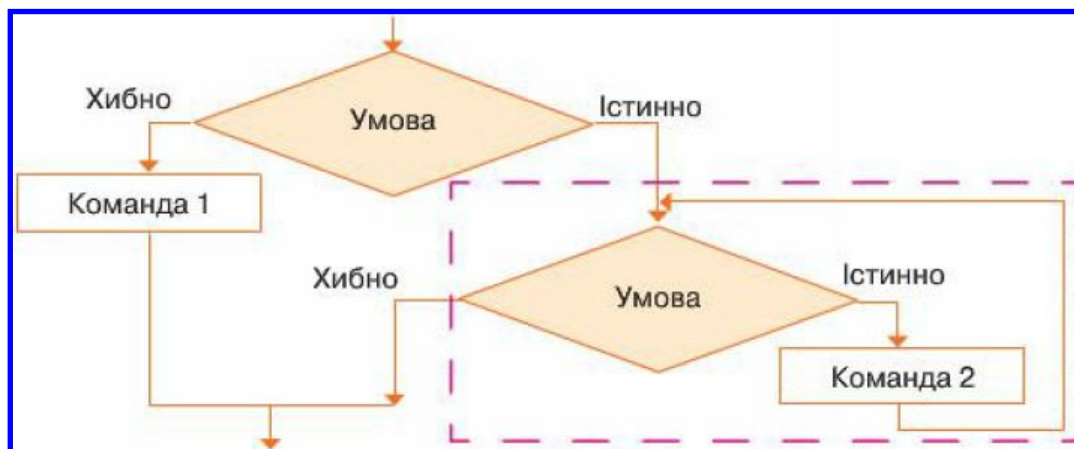 Хибно
Умова
Істинно
Команда 1
Хибно
Умова
Істинно
Команда 2